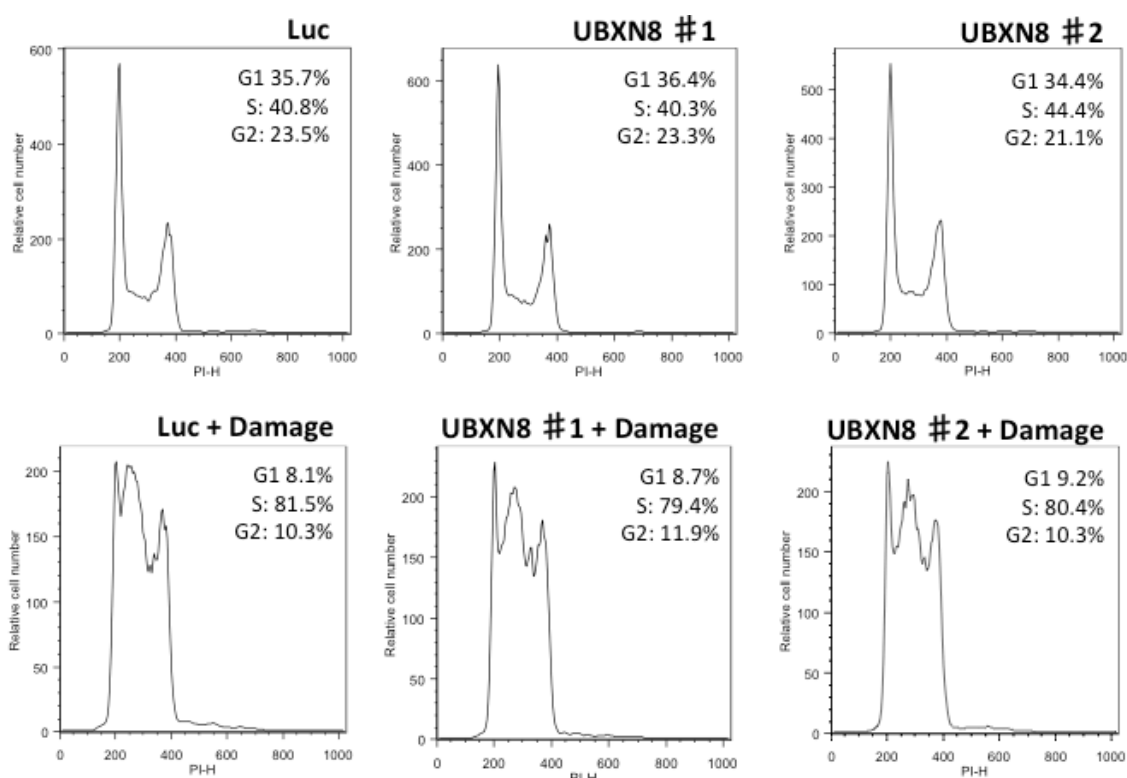 Luc
G1 35.7%
S: 40.8%
G2: 23.5%
Relative cell number
600
400
200
0
0 200 400 600 800 1000
PI-H
UBXN8 ♯1
G1 36.4%
S: 40.3%
G2: 23.3%
Relative cell number
600
400
200
0
0 200 400 600 800 1000
PI-H
UBXN8 ♯2
G1 34.4%
S: 44.4%
G2: 21.1%
Relative cell number
500
400
300
200
100
0
0 200 400 600 800 1000
PI-H
Luc + Damage
G1 8.1%
S: 81.5%
G2: 10.3%
Relative cell number
200
150
100
50
0
0 200 400 600 800 1000
PI-H
UBXN8 ♯1 + Damage
G1 8.7%
S: 79.4%
G2: 11.9%
Relative cell number
200
150
100
50
0
0 200 400 600 800 1000
PI-H
UBXN8 ♯2 + Damage
G1 9.2%
S: 80.4%
G2: 10.3%
Relative cell number
200
150
100
50
0
0 200 400 600 800 1000
PI-H